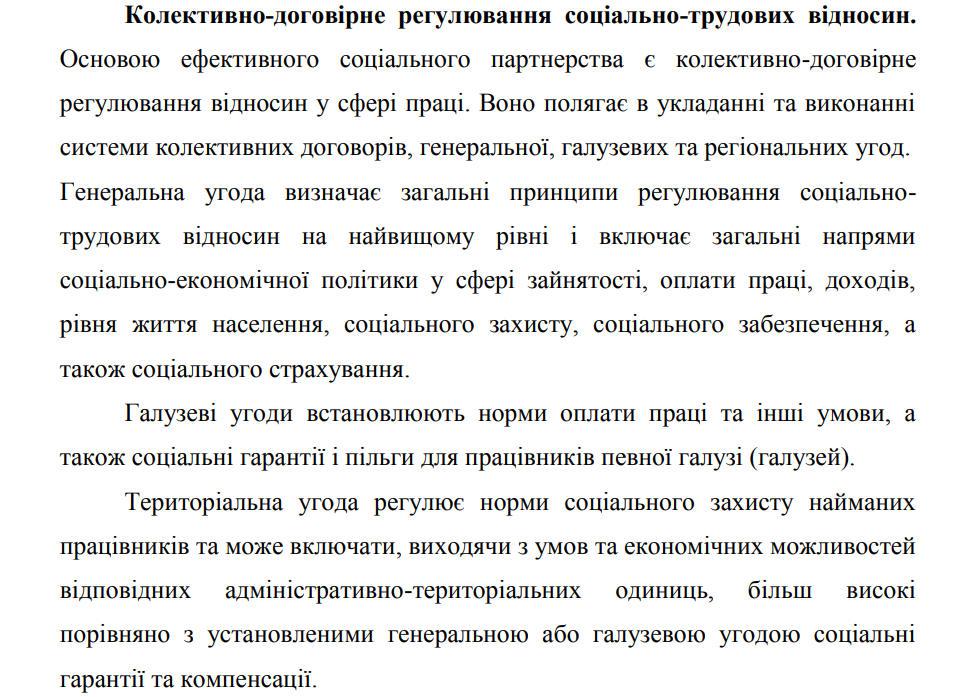 Колективно-договірне регулювання соціально-трудових відносин.
Основою ефективного соціального партнерства є колективно-договірне
регулювання відносин у сфері праці. Воно полягає в укладанні та виконанні
системи колективних договорів, генеральної, галузевих та регіональних угод.
Генеральна угода визначає загальні принципи регулювання соціально-
трудових відносин на найвищому рівні і включає загальні напрями
соціально-економічної політики у сфері зайнятості, оплати праці, доходів,
рівня життя населення, соціального захисту, соціального забезпечення, а
також соціального страхування.
Галузеві угоди встановлюють норми оплати праці та інші умови, а
також соціальні гарантії і пільги для працівників певної галузі (галузей).
Територіальна угода регулює норми соціального захисту найманих
працівників та може включати, виходячи з умов та економічних можливостей
відповідних адміністративно-територіальних одиниць, більш високі
порівняно з установленими генеральною або галузевою угодою соціальні
гарантії та компенсації.